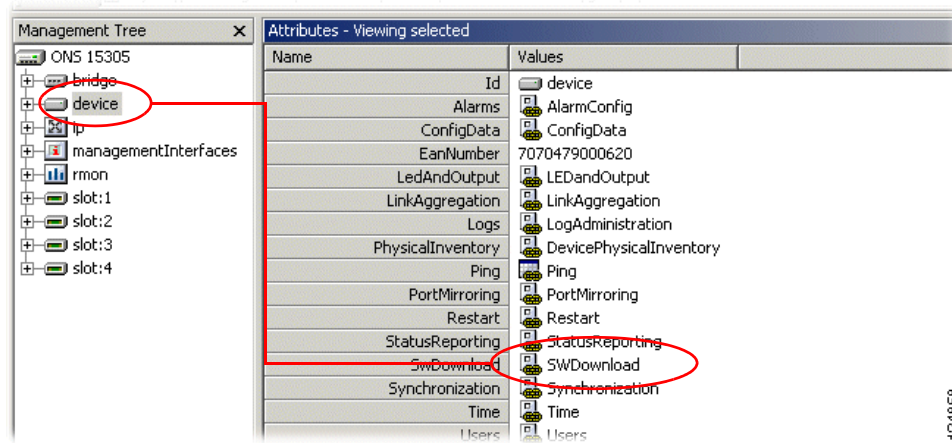 Management Tree
ONS 15305
bridge
device
ip
managementInterfaces
rmon
slot:1
slot:2
slot:3
slot:4
Attributes - Viewing selected
Name Values
Id device
Alarms AlarmConfig
ConfigData ConfigData
EanNumber 7070479000620
LedAndOutput LEDandOutput
LinkAggregation LinkAggregation
Logs LogAdministration
PhysicalInventory DevicePhysicalInventory
Ping Ping
PortMirroring PortMirroring
Restart Restart
StatusReporting StatusReporting
SwDownload SWDownload
Synchronization Synchronization
Time Time
Users Users